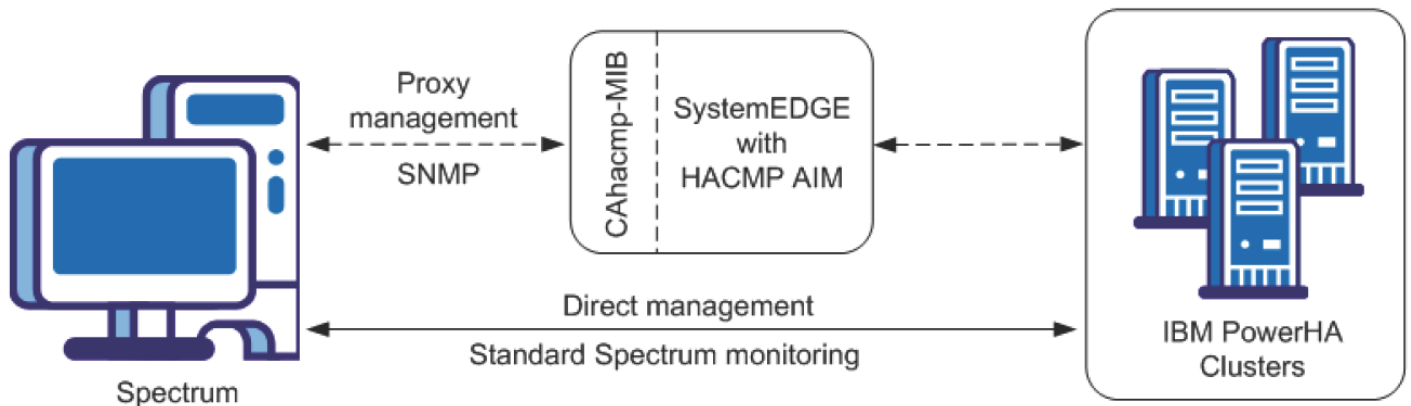 Proxy
management
SNMP
CAhacmp-MIB
SystemEDGE
with
HACMP AIM
Direct management
Standard Spectrum monitoring
Spectrum
IBM PowerHA
Clusters